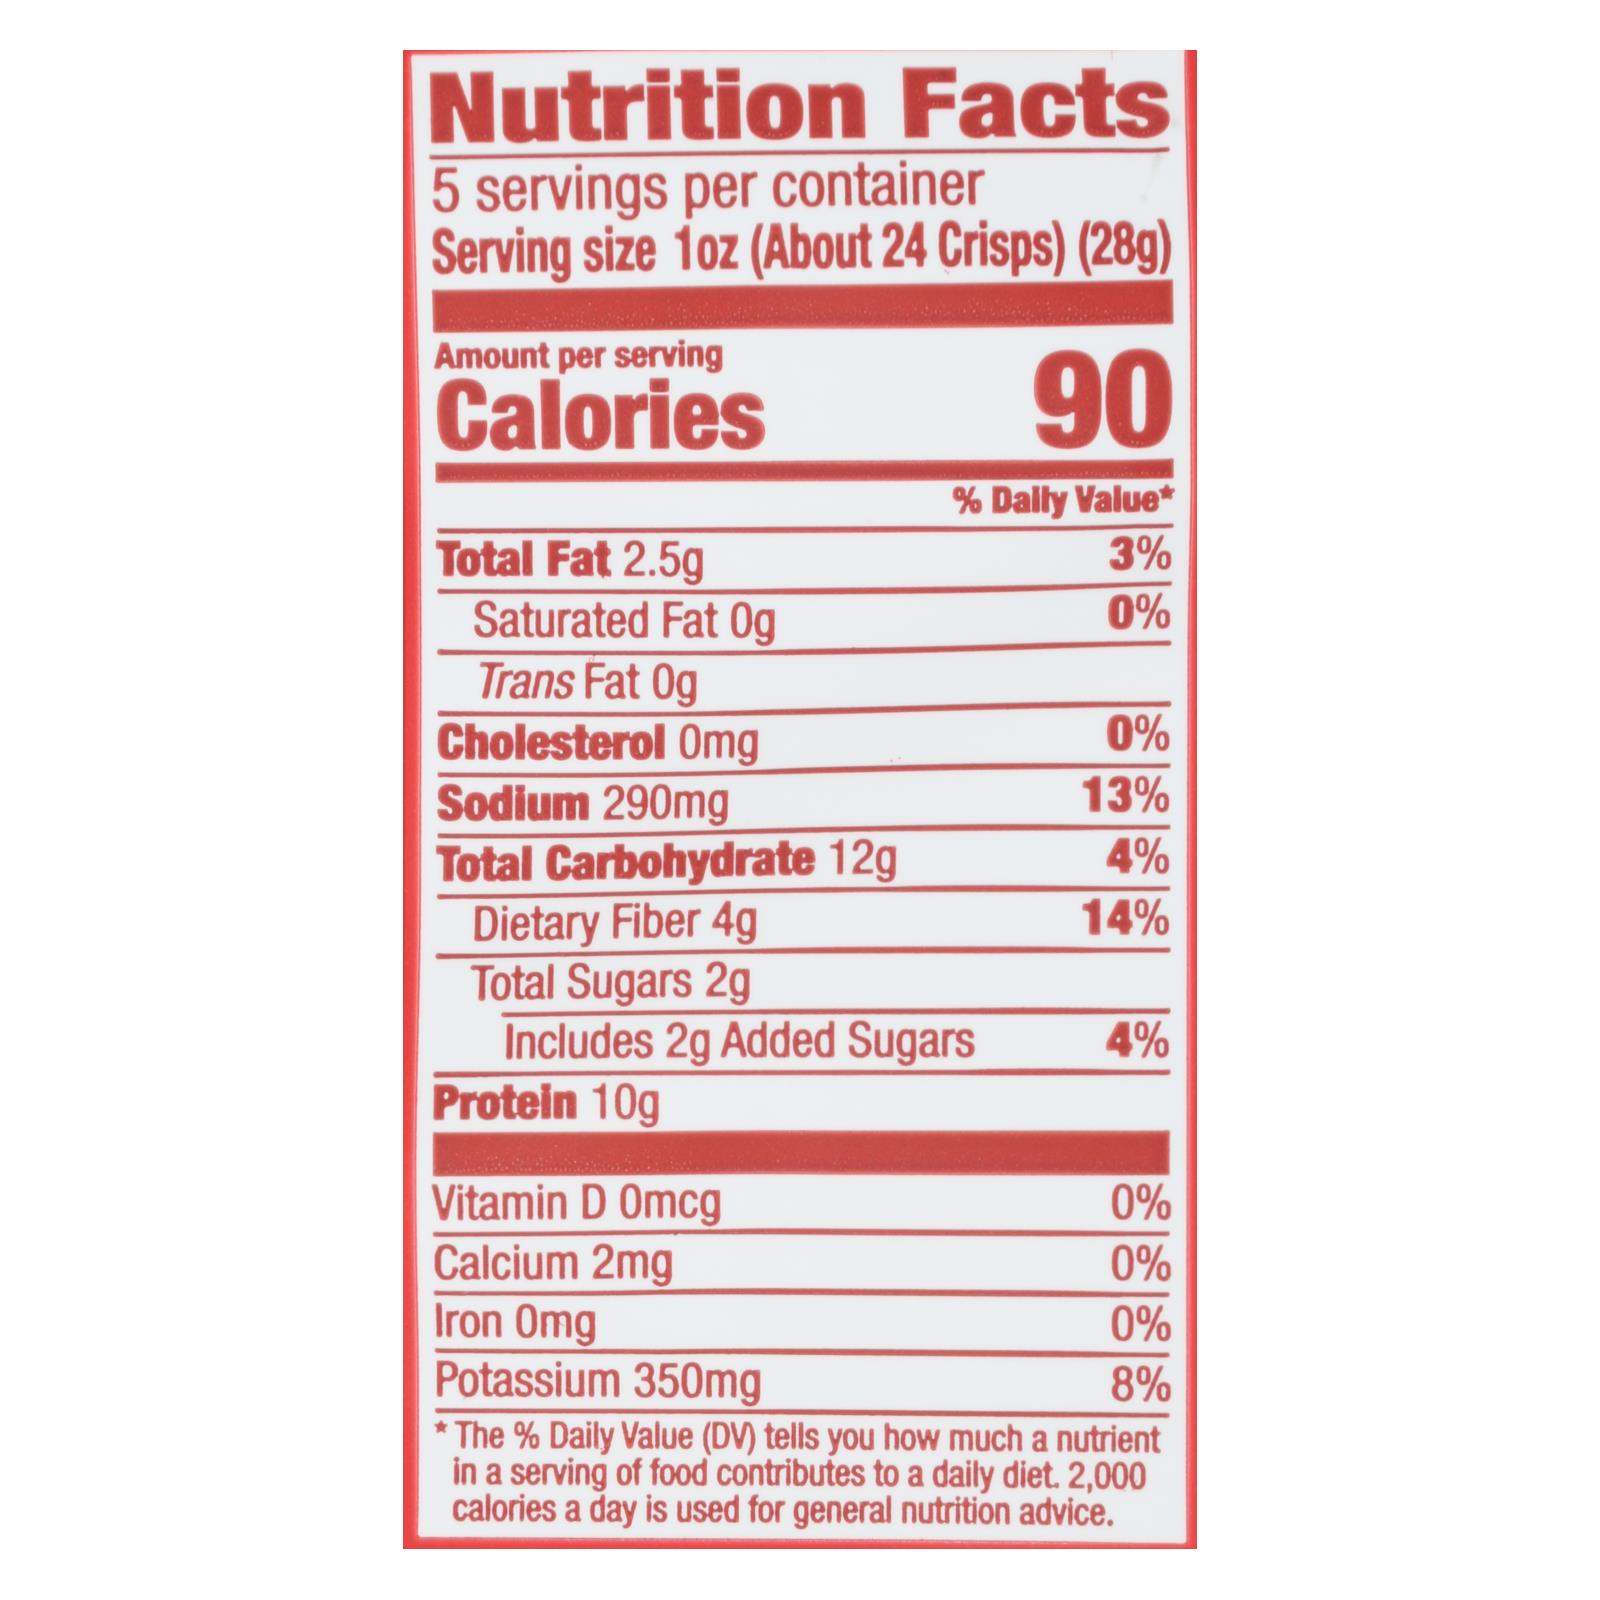 Nutrition Facts
5 servings per container
Serving size 1oz (About 24 Crisps) (28g)
Amount per serving
Calories 90
% Daily Value*
Total Fat 2.5g 3%
Saturated Fat 0g 0%
Trans Fat 0g
Cholesterol 0mg 0%
Sodium 290mg 13%
Total Carbohydrate 12g 4%
Dietary Fiber 4g 14%
Total Sugars 2g
Includes 2g Added Sugars 4%
Protein 10g
Vitamin D 0mcg 0%
Calcium 2mg 0%
Iron 0mg 0%
Potassium 350mg 8%
* The % Daily Value (DV) tells you how much a nutrient
in a serving of food contributes to a daily diet. 2,000
calories a day is used for general nutrition advice.